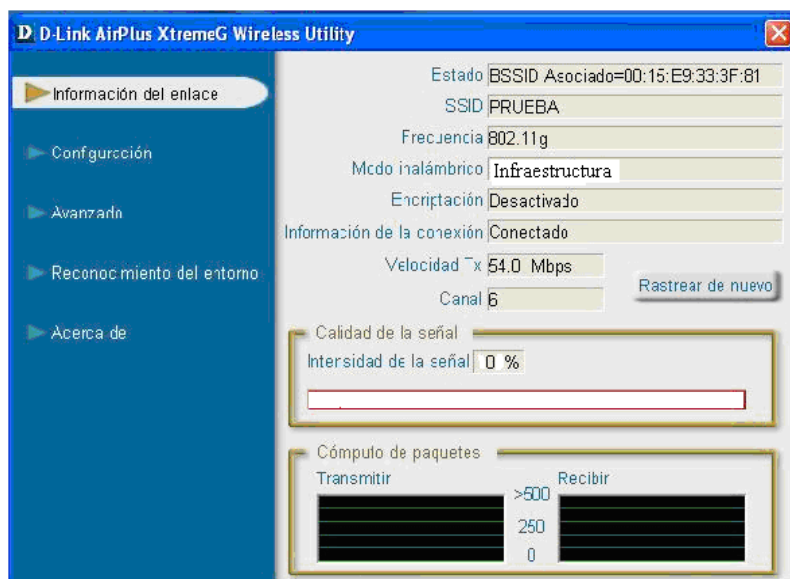 D D-Link AirPlus XtremeG Wireless Utility
Información del enlace
Configuración
Avanzado
Reconocimiento del entorno
Acerca de
Estado BSSID Asociado=00:15:E9:33:3F:81
SSID PRUEBA
Frecuencia 802.11g
Modo inalámbrico Infraestructura
Encriptación Desactivado
Información de la conexión Conectado
Velocidad Tx 54.0 Mbps
Canal 6
Rastrear de nuevo
Calidad de la señal
Intensidad de la señal 0 %
Cómputo de paquetes
Transmitir
Recibir
>500
250
0